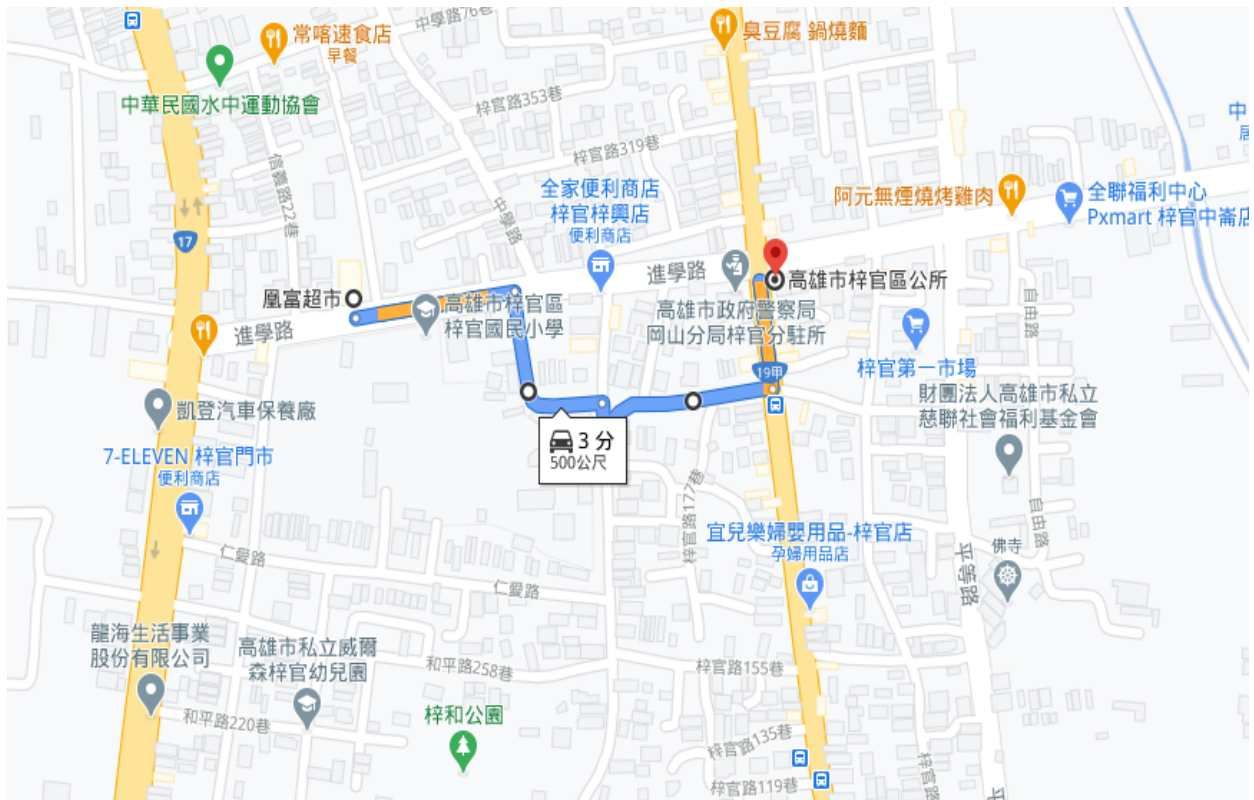 中學路76巷
常喀速食店
早餐
臭豆腐 鍋燒麵
中華民國水中運動協會
梓官路353巷
梓官路319巷
信義路22巷
中學路
全家便利商店
梓官梓興店
便利商店
阿元無煙燒烤雞肉
全聯福利中心
Pxmart 梓官中崙店
17
進學路
凰富超市
高雄市梓官區
梓官國民小學
進學路
高雄市政府警察局
岡山分局梓官分駐所
高雄市梓官區公所
自由路
梓官第一市場
19甲
財團法人高雄市私立
慈聯社會福利基金會
凱登汽車保養廠
3 分
500公尺
7-ELEVEN 梓官門市
便利商店
梓官路177巷
宜兒樂婦嬰用品-梓官店
孕婦用品店
自由路
平等路
佛寺
仁愛路
仁愛路
龍海生活事業
股份有限公司
高雄市私立威爾
森梓官幼兒園
和平路258巷
梓官路155巷
和平路220巷
梓和公園
梓官路135巷
梓官路119巷
梓官路
平
中